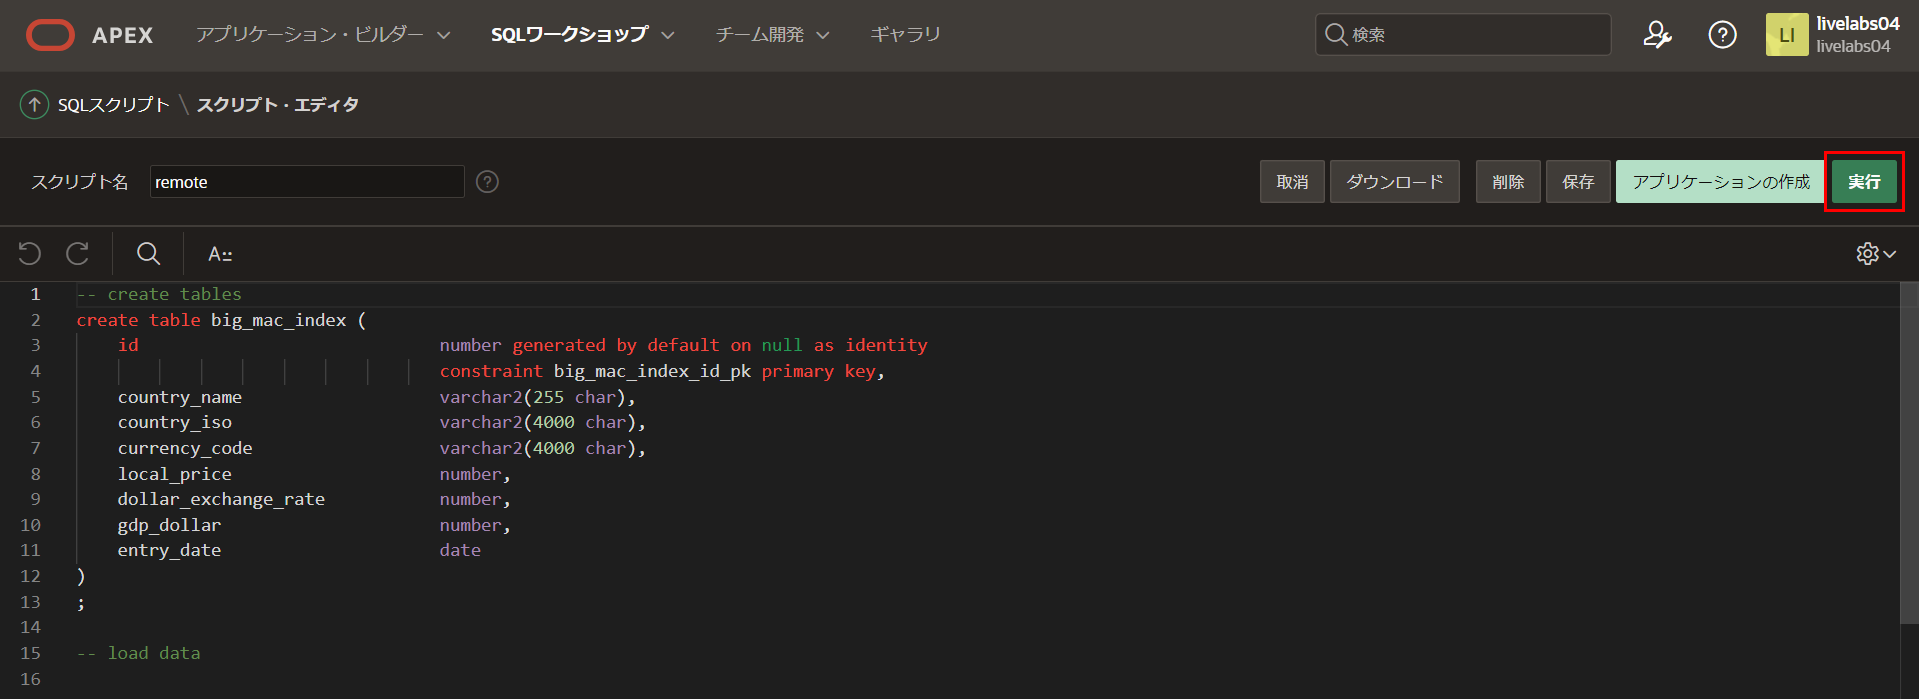 APEX アプリケーション・ビルダー SQLワークショップ チーム開発 ギャラリ 検索 LI livelabs04
livelabs04
SQLスクリプト \ スクリプト・エディタ
スクリプト名 remote ? 取消 ダウンロード 削除 保存 アプリケーションの作成 実行
A::
1 -- create tables
2 create table big_mac_index (
3 id number generated by default on null as identity
4 constraint big_mac_index_id_pk primary key,
5 country_name varchar2(255 char),
6 country_iso varchar2(4000 char),
7 currency_code varchar2(4000 char),
8 local_price number,
9 dollar_exchange_rate number,
10 gdp_dollar number,
11 entry_date date
12 )
13 ;
14
15 -- load data
16